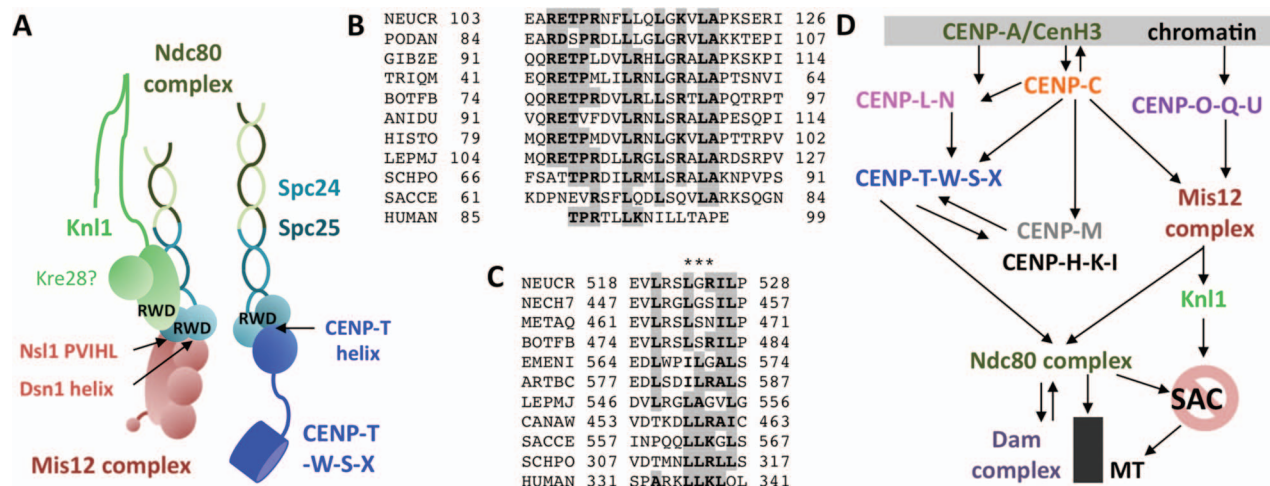 A
Ndc80
complex
Knl1
Spc24
Spc25
Kre28?
RWD
RWD
RWD
Nsl1 PVIHL
Dsn1 helix
CENP-T
helix
Mis12 complex
CENP-T
-W-S-X
B
NEUCR 103 EARETPRNFLLQLGKVLAPKSERI 126
PODAN 84 EARDSPRDLLLGLGRVLAKKTEPI 107
GIBZE 91 QQRETPLDVLRHLGRALAPKSKPI 114
TRIQM 41 EQRETPMLILRNLGRALAPTSNVI 64
BOTFB 74 QQRETPRDVLRLLSRTLAPQTRPT 97
ANIDU 91 VQRETVFDVLRNLGRALAPESQPI 114
HISTO 79 MQRETPMDVLRNLGKVLAPTTRPV 102
LEPMJ 104 MQRETPRDILRGLSRALARDSRPV 127
SCHPO 66 FSATTPRDILRMLSRALAKNPVPS 91
SACCE 61 KDPNEVRSFLQDLSQVLARKSQGN 84
HUMAN 85 TPRTLLKNILLTAPE 99
C
***
NEUCR 518 EVLRSLGRILP 528
NECH7 447 EVLRGLGSILP 457
METAQ 461 EVLRSLSNILP 471
BOTFB 474 EVLRSLSRILP 484
EMENI 564 EDLWPILGALS 574
ARTBC 577 EDLSDILRALS 587
LEPMJ 546 DVLRGLAGVLG 556
CANAW 453 VDTKDLLRAIC 463
SACCE 557 INPQQLLKGLS 567
SCHPO 307 VDTMNLLRLLS 317
HUMAN 331 SPARKLLKLQL 341
D
CENP-A/CenH3
chromatin
CENP-C
CENP-L-N
CENP-O-Q-U
CENP-T-W-S-X
Mis12
complex
CENP-M
CENP-H-K-I
Knl1
Ndc80 complex
SAC
Dam
complex
MT